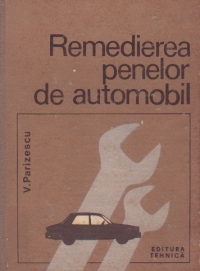 Remedierea
penelor
de automobil
V. Parizescu
EDITURA
TEHNICA